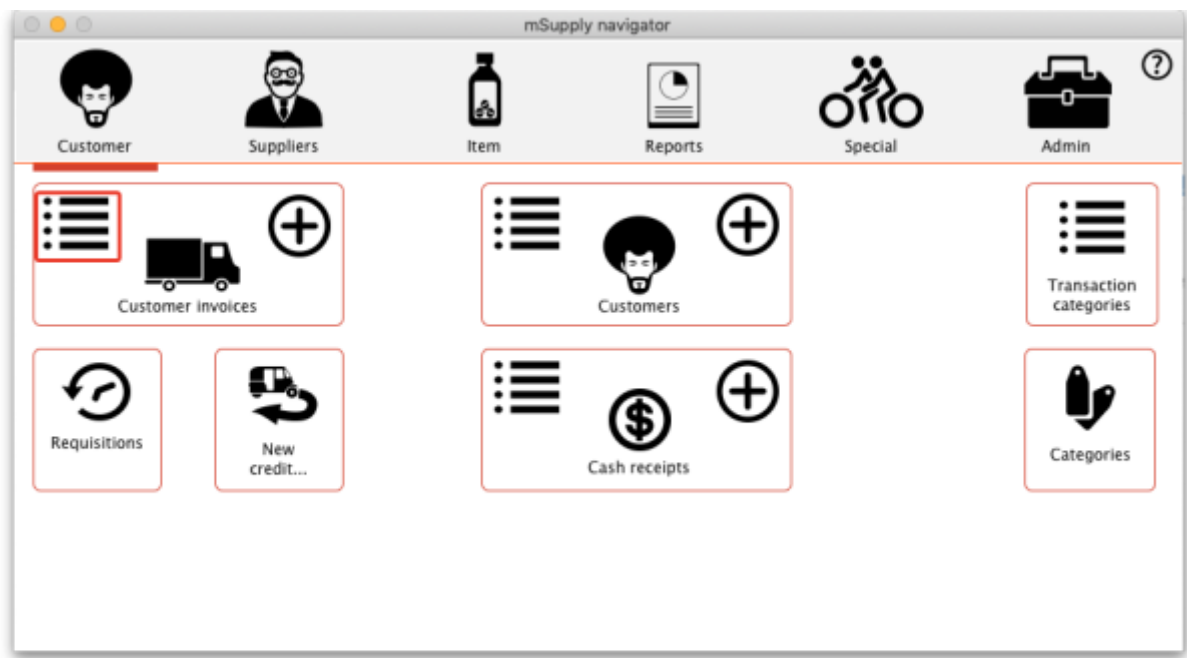 mSupply navigator
?
Customer
Suppliers
Item
Reports
Special
Admin
Customer invoices
Customers
Transaction
categories
Requisitions
New
credit...
$
Cash receipts
Categories